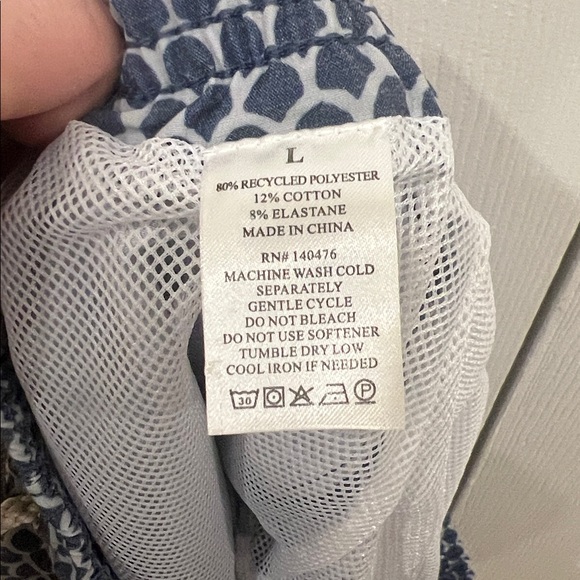 L
80% RECYCLED POLYESTER
12% COTTON
8% ELASTANE
MADE IN CHINA
RN# 140476
MACHINE WASH COLD
SEPARATELY
GENTLE CYCLE
DO NOT BLEACH
DO NOT USE SOFTENER
TUMBLE DRY LOW
COOL IRON IF NEEDED
30 P